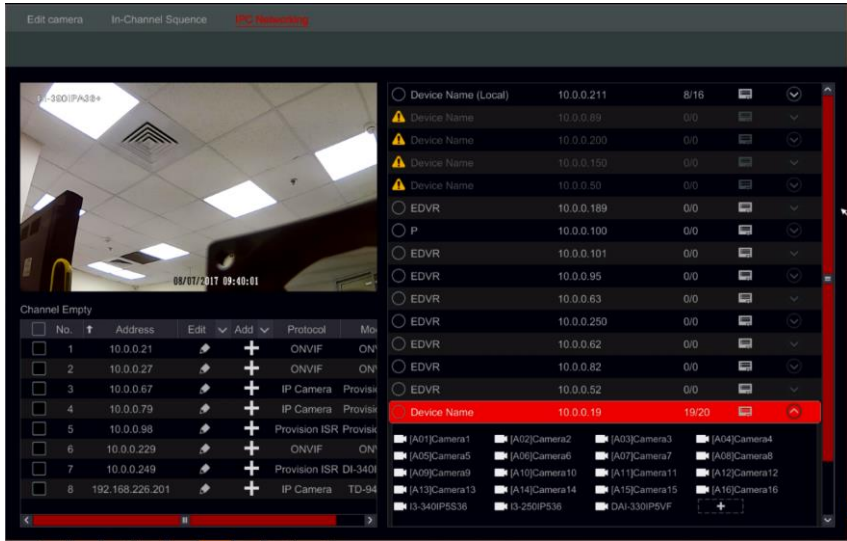 Edit camera In-Channel Squence IPC Networking
08/07/2017 09:40:01
Channel Empty
No. Address Edit Add Protocol
1 10.0.0.21 ONVIF
2 10.0.0.27 ONVIF
3 10.0.0.67 IP Camera Provisi
4 10.0.0.79 IP Camera Provisi
5 10.0.0.98 Provision ISR Provisi
6 10.0.0.229 ONVIF
7 10.0.0.249 Provision ISR DI-340I
8 192.168.226.201 IP Camera TD-94
Device Name (Local) 10.0.0.211 8/16
Device Name 10.0.0.89 0/0
Device Name 10.0.0.200 0/0
Device Name 10.0.0.150 0/0
Device Name 10.0.0.50 0/0
EDVR 10.0.0.189 0/0
P 10.0.0.100 0/0
EDVR 10.0.0.101 0/0
EDVR 10.0.0.95 0/0
EDVR 10.0.0.63 0/0
EDVR 10.0.0.250 0/0
EDVR 10.0.0.62 0/0
EDVR 10.0.0.82 0/0
EDVR 10.0.0.52 0/0
Device Name 10.0.0.19 19/20
[A01]Camera1 [A02]Camera2 [A03]Camera3 [A04]Camera4
[A05]Camera5 [A06]Camera6 [A07]Camera7 [A08]Camera8
[A09]Camera9 [A10]Camera10 [A11]Camera11 [A12]Camera12
[A13]Camera13 [A14]Camera14 [A15]Camera15 [A16]Camera16
I3-340IP5S36 I3-250IP536 DAI-330IP5VF